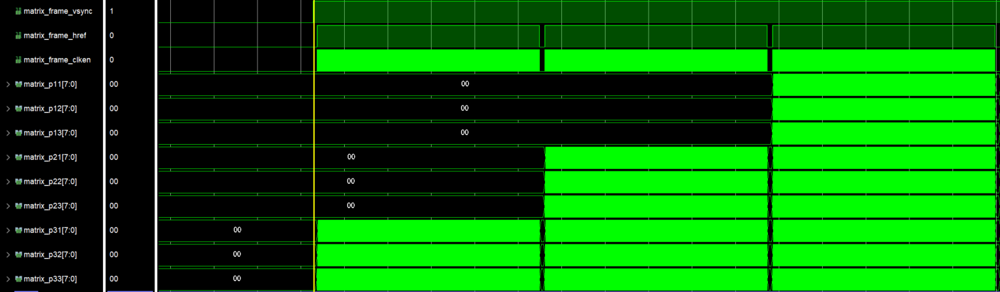 matrix_frame_vsync 1
matrix_frame_href 0
matrix_frame_clken 0
matrix_p11[7:0] 00 00
matrix_p12[7:0] 00 00
matrix_p13[7:0] 00 00
matrix_p21[7:0] 00 00
matrix_p22[7:0] 00 00
matrix_p23[7:0] 00 00
matrix_p31[7:0] 00 00
matrix_p32[7:0] 00 00
matrix_p33[7:0] 00 00